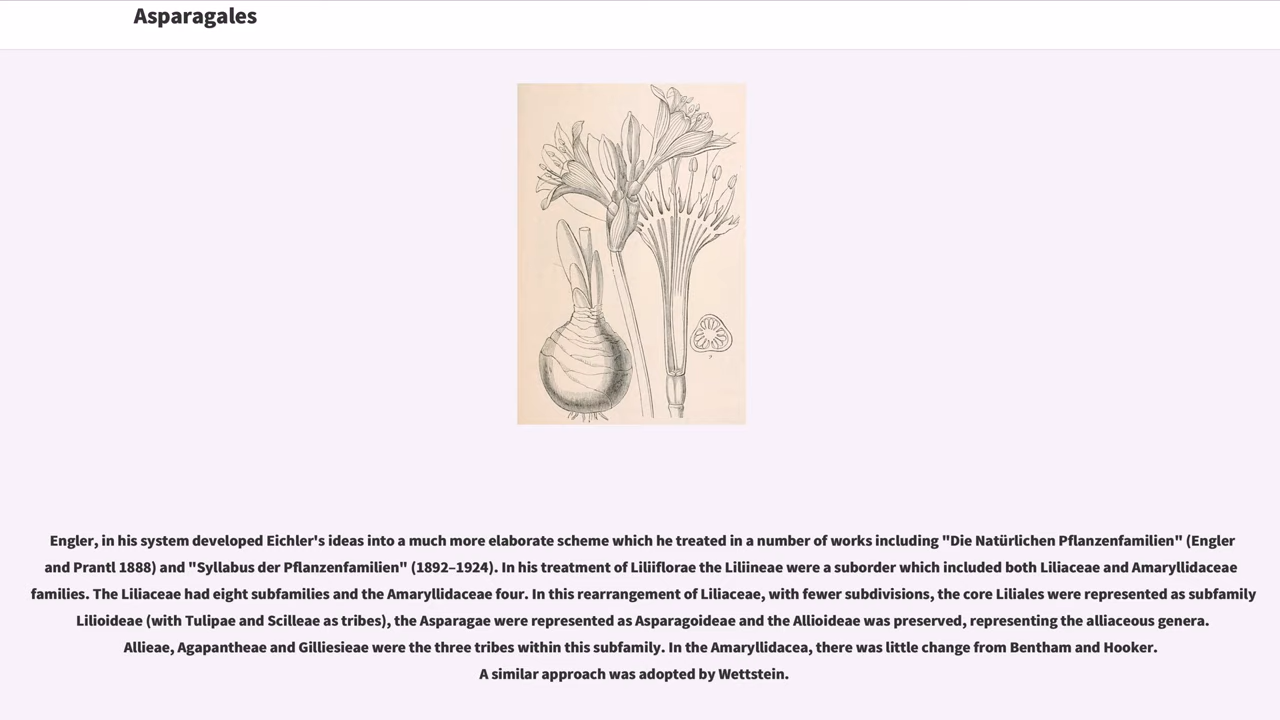 Asparagales
Engler, in his system developed Eichler's ideas into a much more elaborate scheme which he treated in a number of works including "Die Natürlichen Pflanzenfamilien" (Engler
and Prantl 1888) and "Syllabus der Pflanzenfamilien" (1892–1924). In his treatment of Liliiflorae the Liliineae were a suborder which included both Liliaceae and Amaryllidaceae
families. The Liliaceae had eight subfamilies and the Amaryllidaceae four. In this rearrangement of Liliaceae, with fewer subdivisions, the core Liliales were represented as subfamily
Lilioideae (with Tulipae and Scilleae as tribes), the Asparagae were represented as Asparagoideae and the Allioideae was preserved, representing the alliaceous genera.
Allieae, Agapantheae and Gilliesieae were the three tribes within this subfamily. In the Amaryllidacea, there was little change from Bentham and Hooker.
A similar approach was adopted by Wettstein.